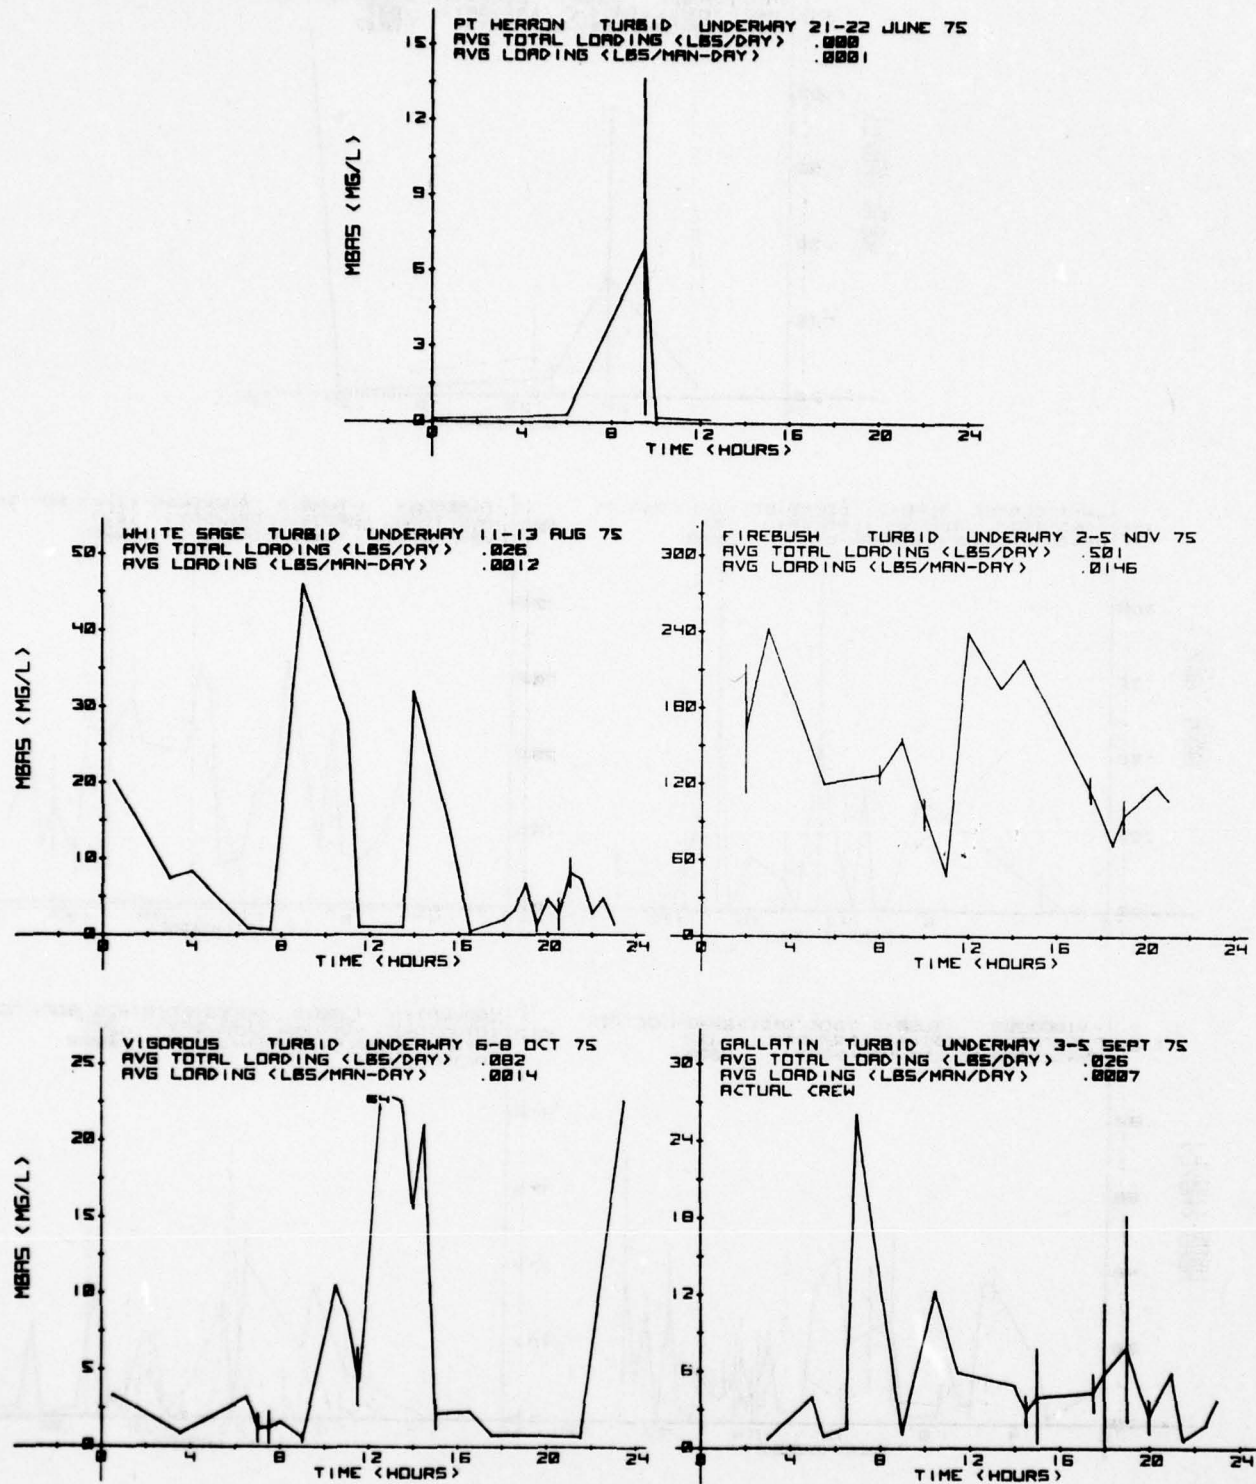 PT HERRON TURBID UNDERWAY 21-22 JUNE 75
AVG TOTAL LOADING <LBS/DAY> .000
AVG LOADING <LBS/MAN-DAY> .0001
MBAS <MG/L>
15
12
9
6
3
0
0 4 8 12 16 20 24
TIME <HOURS>
WHITE SAGE TURBID UNDERWAY 11-13 AUG 75
AVG TOTAL LOADING <LBS/DAY> .026
AVG LOADING <LBS/MAN-DAY> .0012
MBAS <MG/L>
50
40
30
20
10
0
0 4 8 12 16 20 24
TIME <HOURS>
FIREBUSH TURBID UNDERWAY 2-5 NOV 75
AVG TOTAL LOADING <LBS/DAY> .501
AVG LOADING <LBS/MAN-DAY> .0146
300
240
180
120
60
0
0 4 8 12 16 20 24
TIME <HOURS>
VIGOROUS TURBID UNDERWAY 6-8 OCT 75
AVG TOTAL LOADING <LBS/DAY> .082
AVG LOADING <LBS/MAN-DAY> .0014
64
MBAS <MG/L>
25
20
15
10
5
0
0 4 8 12 16 20 24
TIME <HOURS>
GALLATIN TURBID UNDERWAY 3-5 SEPT 75
AVG TOTAL LOADING <LBS/DAY> .026
AVG LOADING <LBS/MAN/DAY> .0007
ACTUAL CREW
30
24
18
12
6
0
0 4 8 12 16 20 24
TIME <HOURS>